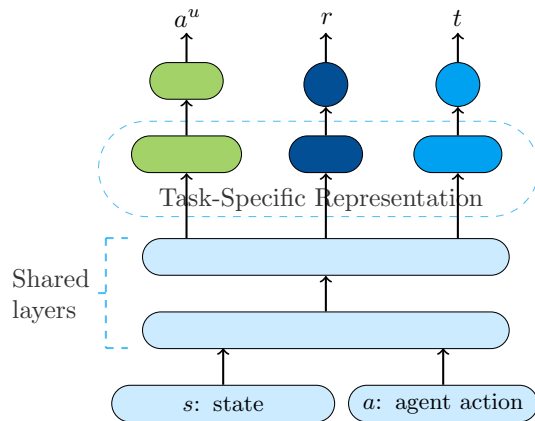 a^u r t
Task-Specific Representation
Shared
layers
s: state a: agent action